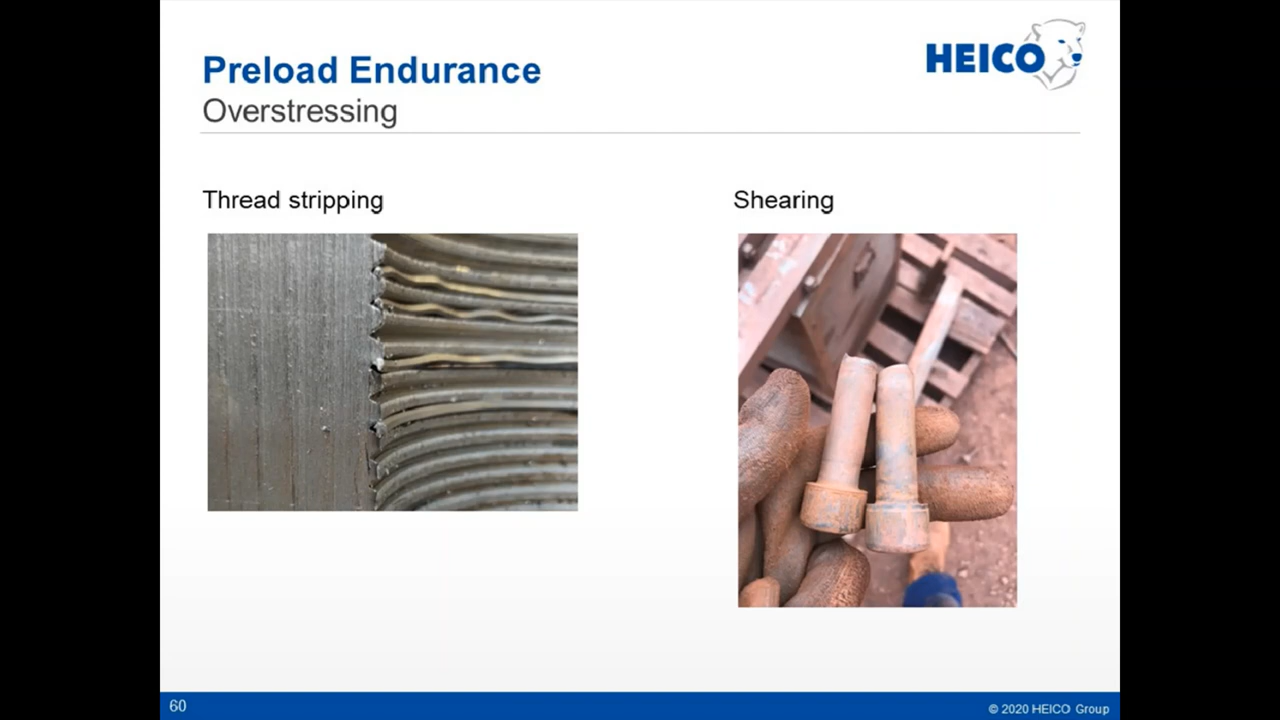 Preload Endurance
HEICO
Overstressing
Thread stripping
Shearing
60
© 2020 HEICO Group